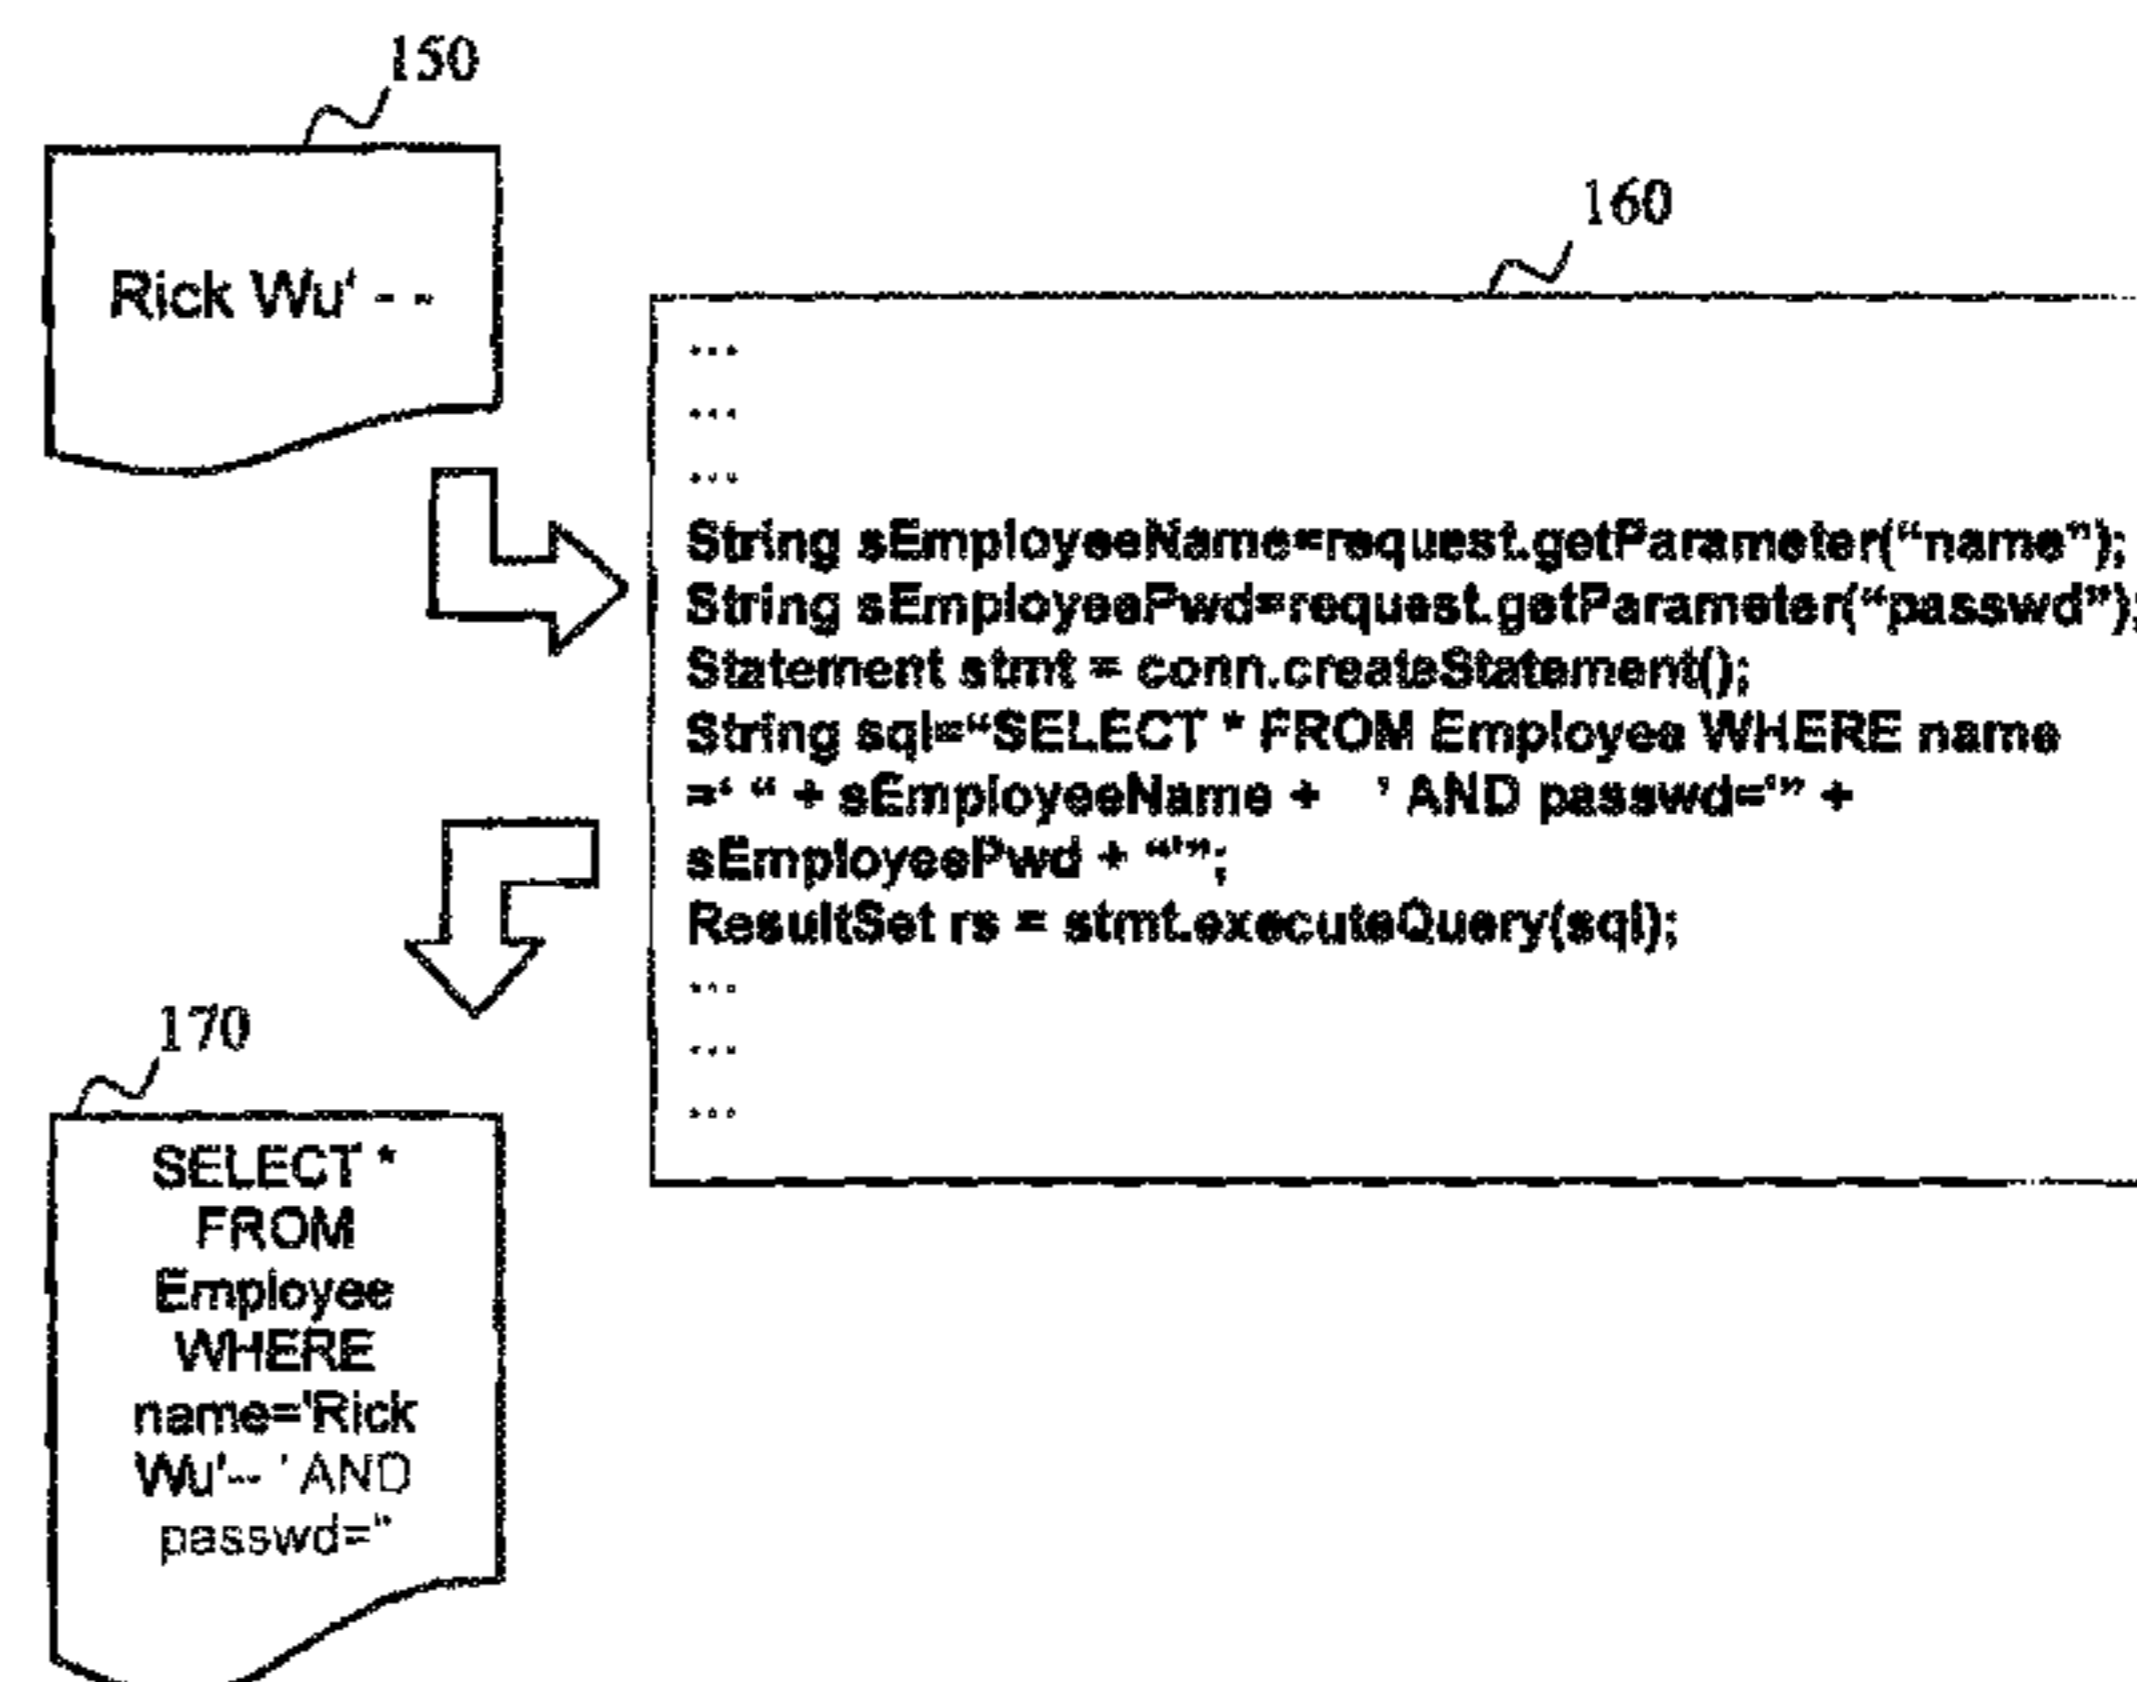 150
Rick Wu' - -
160
...
...
...
String sEmployeeName=request.getParameter("name");
String sEmployeePwd=request.getParameter("passwd");
Statement stmt = conn.createStatement();
String sql=“SELECT * FROM Employee WHERE name
=‘ “ + sEmployeeName +   ’ AND passwd=‘” +
sEmployeePwd + “'”;
ResultSet rs = stmt.executeQuery(sql);
...
...
...
170
SELECT *
FROM
Employee
WHERE
name='Rick
Wu'-- ' AND
passwd=''